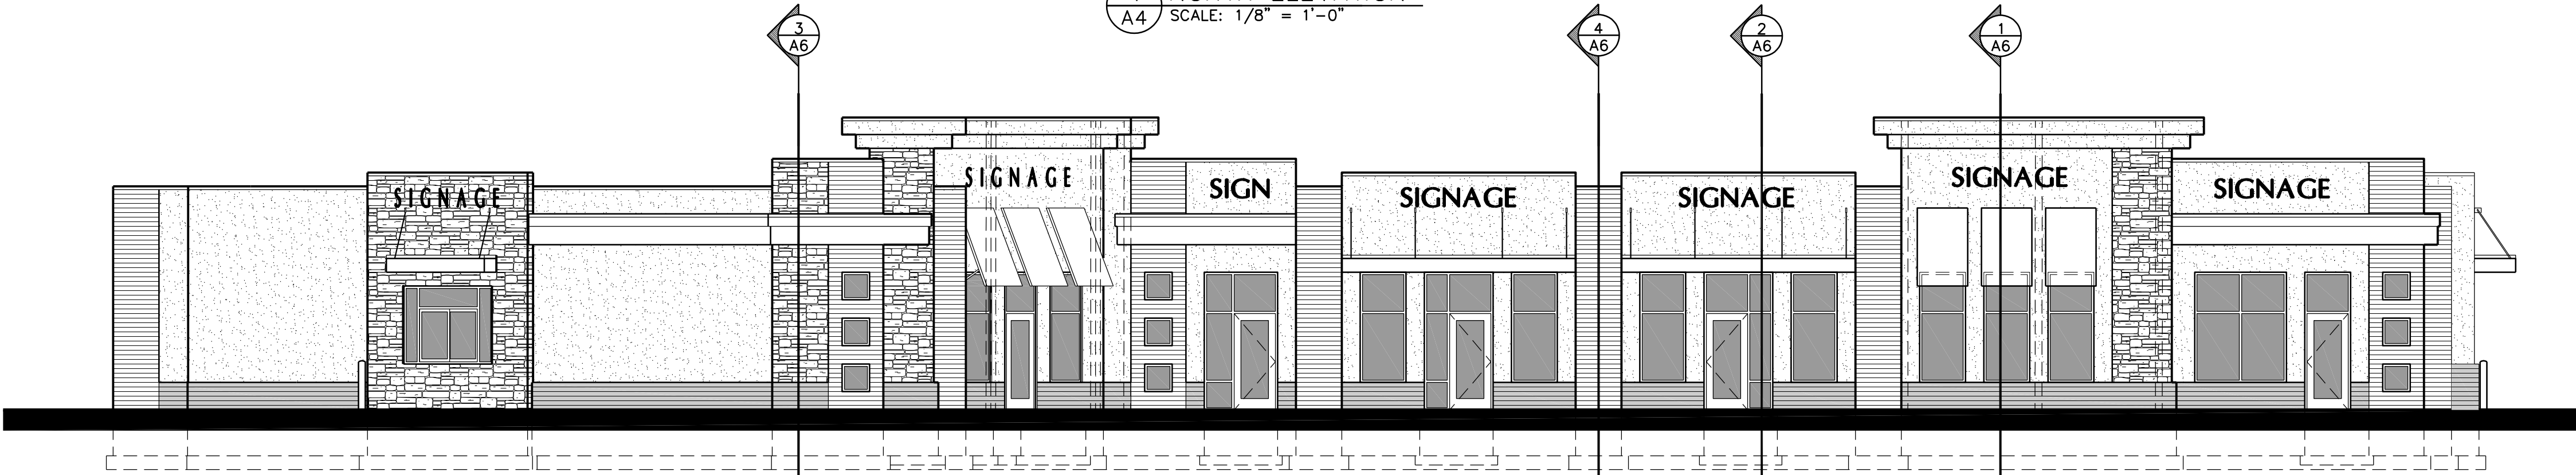 A4 SCALE: 1/8" = 1'-0"
3
A6
4
A6
2
A6
1
A6
SIGNAGE
SIGNAGE
SIGN
SIGNAGE
SIGNAGE
SIGNAGE
SIGNAGE